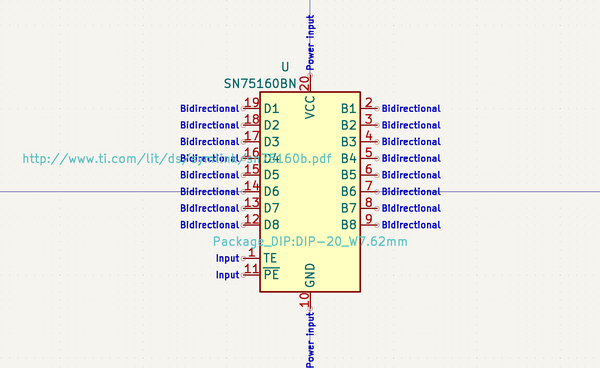 Power input
U
SN75160BN
20
VCC
Bidirectional 19 D1 B1 2 Bidirectional
Bidirectional 18 D2 B2 3 Bidirectional
Bidirectional 17 D3 B3 4 Bidirectional
Bidirectional 16 D4 B4 5 Bidirectional
http://www.ti.com/lit/ds/symlink/sn75160b.pdf
Bidirectional 15 D5 B5 6 Bidirectional
Bidirectional 14 D6 B6 7 Bidirectional
Bidirectional 13 D7 B7 8 Bidirectional
Bidirectional 12 D8 B8 9 Bidirectional
Package_DIP:DIP-20_W7.62mm
Input 1 TE
Input 11 PE
GND
10
Power input